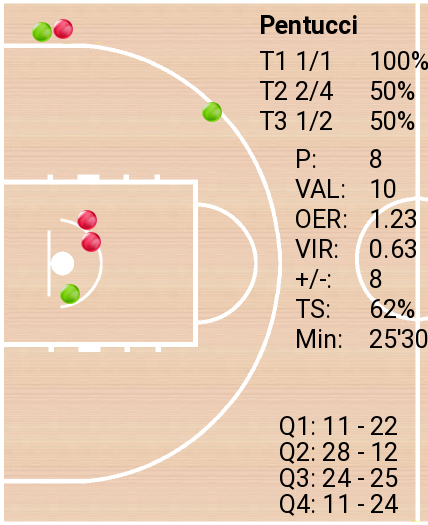 Pentucci
T1 1/1 100%
T2 2/4 50%
T3 1/2 50%
P: 8
VAL: 10
OER: 1.23
VIR: 0.63
+/-: 8
TS: 62%
Min: 25'30
Q1: 11 - 22
Q2: 28 - 12
Q3: 24 - 25
Q4: 11 - 24